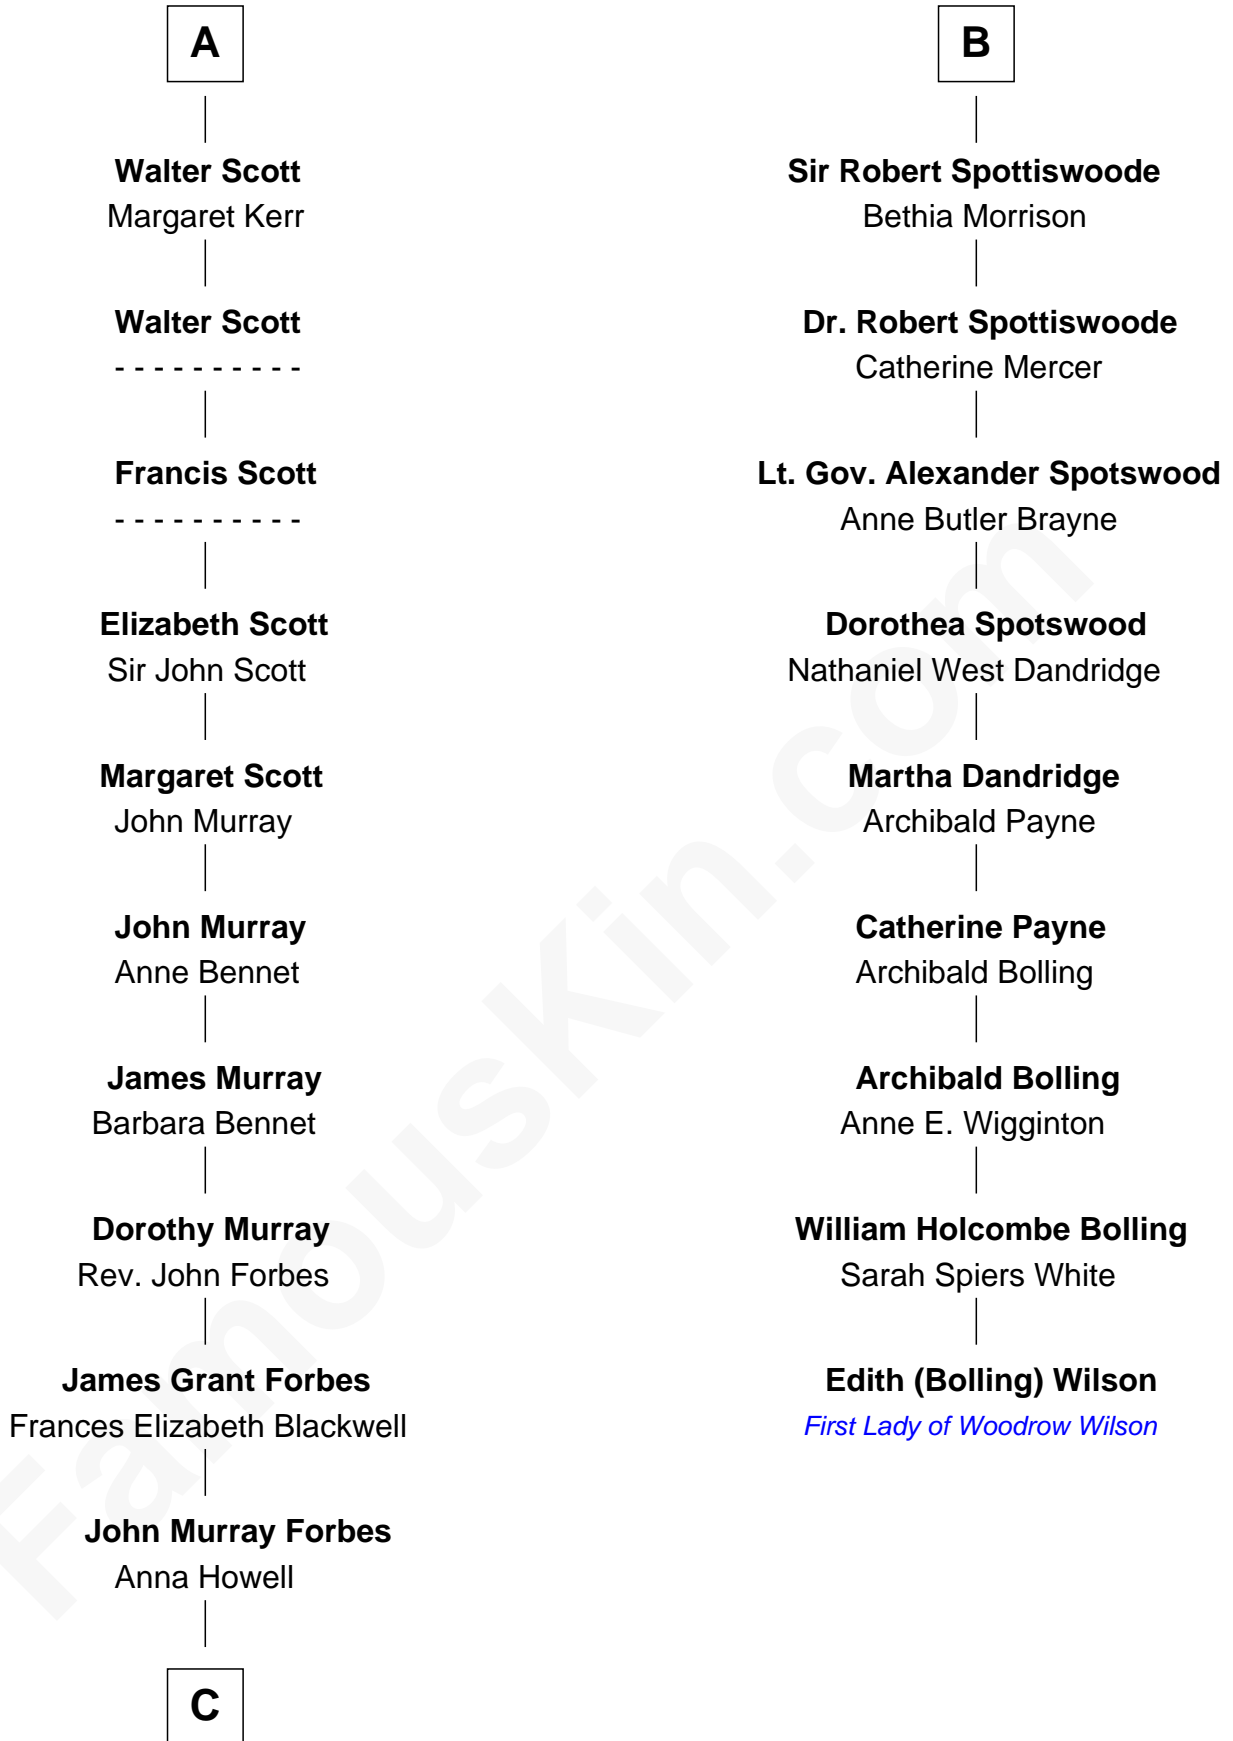 A
Walter Scott
Margaret Kerr
Walter Scott
- - - - - - - - - -
Francis Scott
- - - - - - - - - -
Elizabeth Scott
Sir John Scott
Margaret Scott
John Murray
John Murray
Anne Bennet
James Murray
Barbara Bennet
Dorothy Murray
Rev. John Forbes
James Grant Forbes
Frances Elizabeth Blackwell
John Murray Forbes
Anna Howell
C
B
Sir Robert Spottiswoode
Bethia Morrison
Dr. Robert Spottiswoode
Catherine Mercer
Lt. Gov. Alexander Spotswood
Anne Butler Brayne
Dorothea Spotswood
Nathaniel West Dandridge
Martha Dandridge
Archibald Payne
Catherine Payne
Archibald Bolling
Archibald Bolling
Anne E. Wigginton
William Holcombe Bolling
Sarah Spiers White
Edith (Bolling) Wilson
First Lady of Woodrow Wilson
FamousKin.com